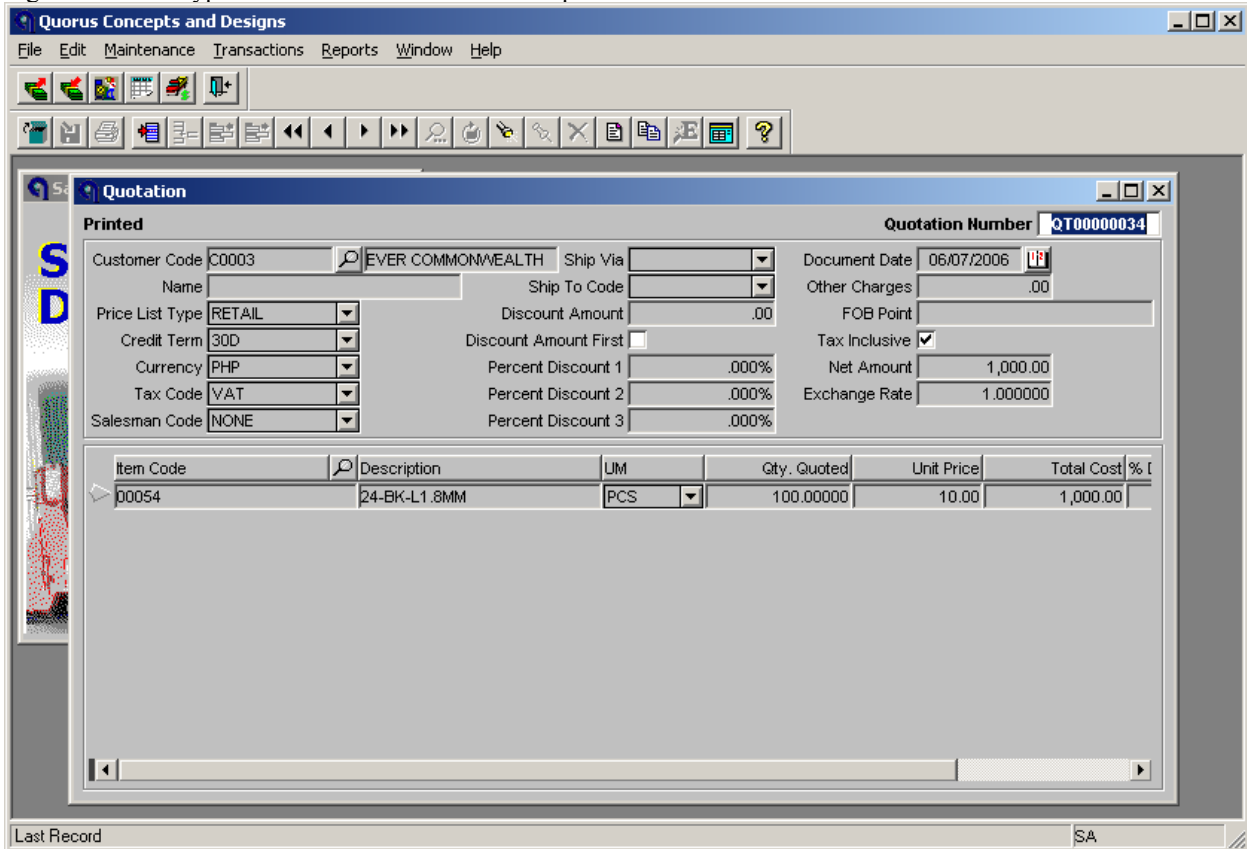 Quorus Concepts and Designs
File Edit Maintenance Transactions Reports Window Help
Quotation
Printed Quotation Number QT00000034
Customer Code C0003 EVER COMMONWEALTH Ship Via Document Date 06/07/2006
Name Ship To Code Other Charges .00
Price List Type RETAIL Discount Amount .00 FOB Point
Credit Term 30D Discount Amount First Tax Inclusive
Currency PHP Percent Discount 1 .000% Net Amount 1,000.00
Tax Code VAT Percent Discount 2 .000% Exchange Rate 1.000000
Salesman Code NONE Percent Discount 3 .000%
Item Code Description UM Qty. Quoted Unit Price Total Cost %
00054 24-BK-L1.8MM PCS 100.00000 10.00 1,000.00
S
D
Last Record SA